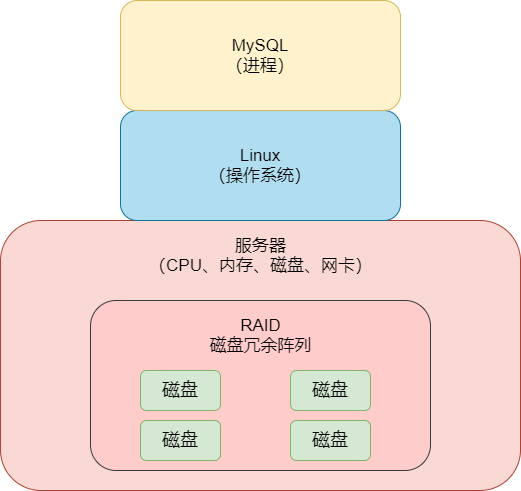 MySQL
（进程）
Linux
（操作系统）
服务器
（CPU、内存、磁盘、网卡）
RAID
磁盘冗余阵列
磁盘
磁盘
磁盘
磁盘